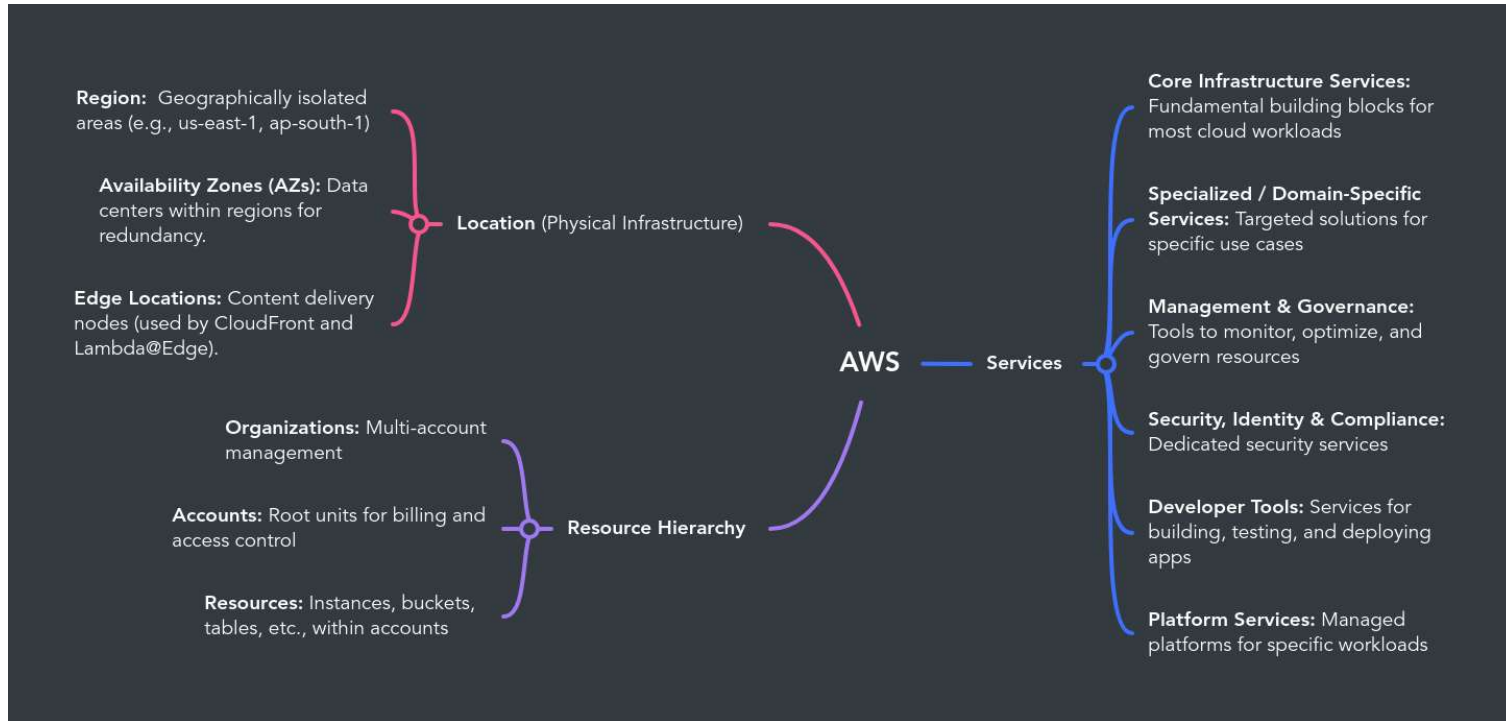 Region: Geographically isolated
areas (e.g., us-east-1, ap-south-1)
Availability Zones (AZs): Data
centers within regions for
redundancy.
Edge Locations: Content delivery
nodes (used by CloudFront and
Lambda@Edge).
Location (Physical Infrastructure)
Organizations: Multi-account
management
Accounts: Root units for billing and
access control
Resources: Instances, buckets,
tables, etc., within accounts
Resource Hierarchy
AWS
Services
Core Infrastructure Services:
Fundamental building blocks for
most cloud workloads
Specialized / Domain-Specific
Services: Targeted solutions for
specific use cases
Management & Governance:
Tools to monitor, optimize, and
govern resources
Security, Identity & Compliance:
Dedicated security services
Developer Tools: Services for
building, testing, and deploying
apps
Platform Services: Managed
platforms for specific workloads